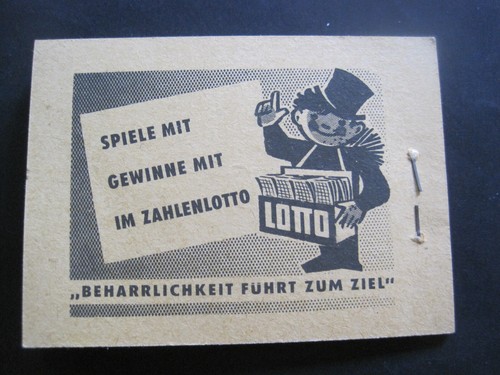 SPIELE MIT
GEWINNE MIT
IM ZAHLENLOTTO
LOTTO
„BEHARRLICHKEIT FÜHRT ZUM ZIEL"